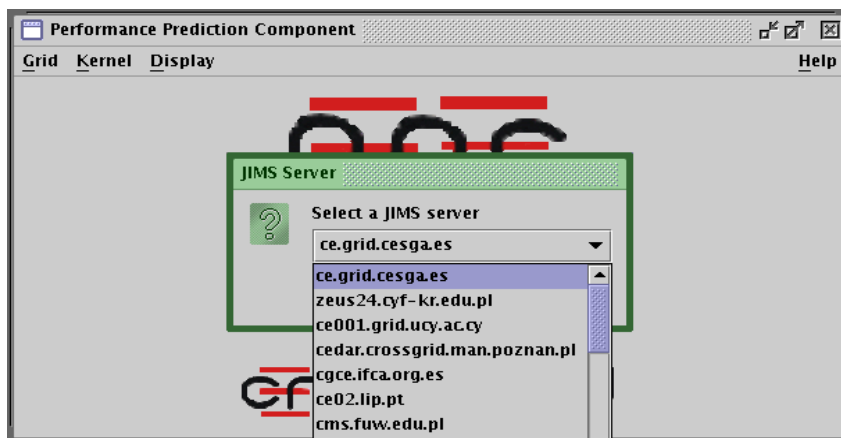 Performance Prediction Component
Grid Kernel Display Help
JIMS Server
Select a JIMS server
ce.grid.cesga.es
ce.grid.cesga.es
zeus24.cyf-kr.edu.pl
ce001.grid.ucy.ac.cy
cedar.crossgrid.man.poznan.pl
cgce.ifca.org.es
ce02.lip.pt
cms.fuw.edu.pl